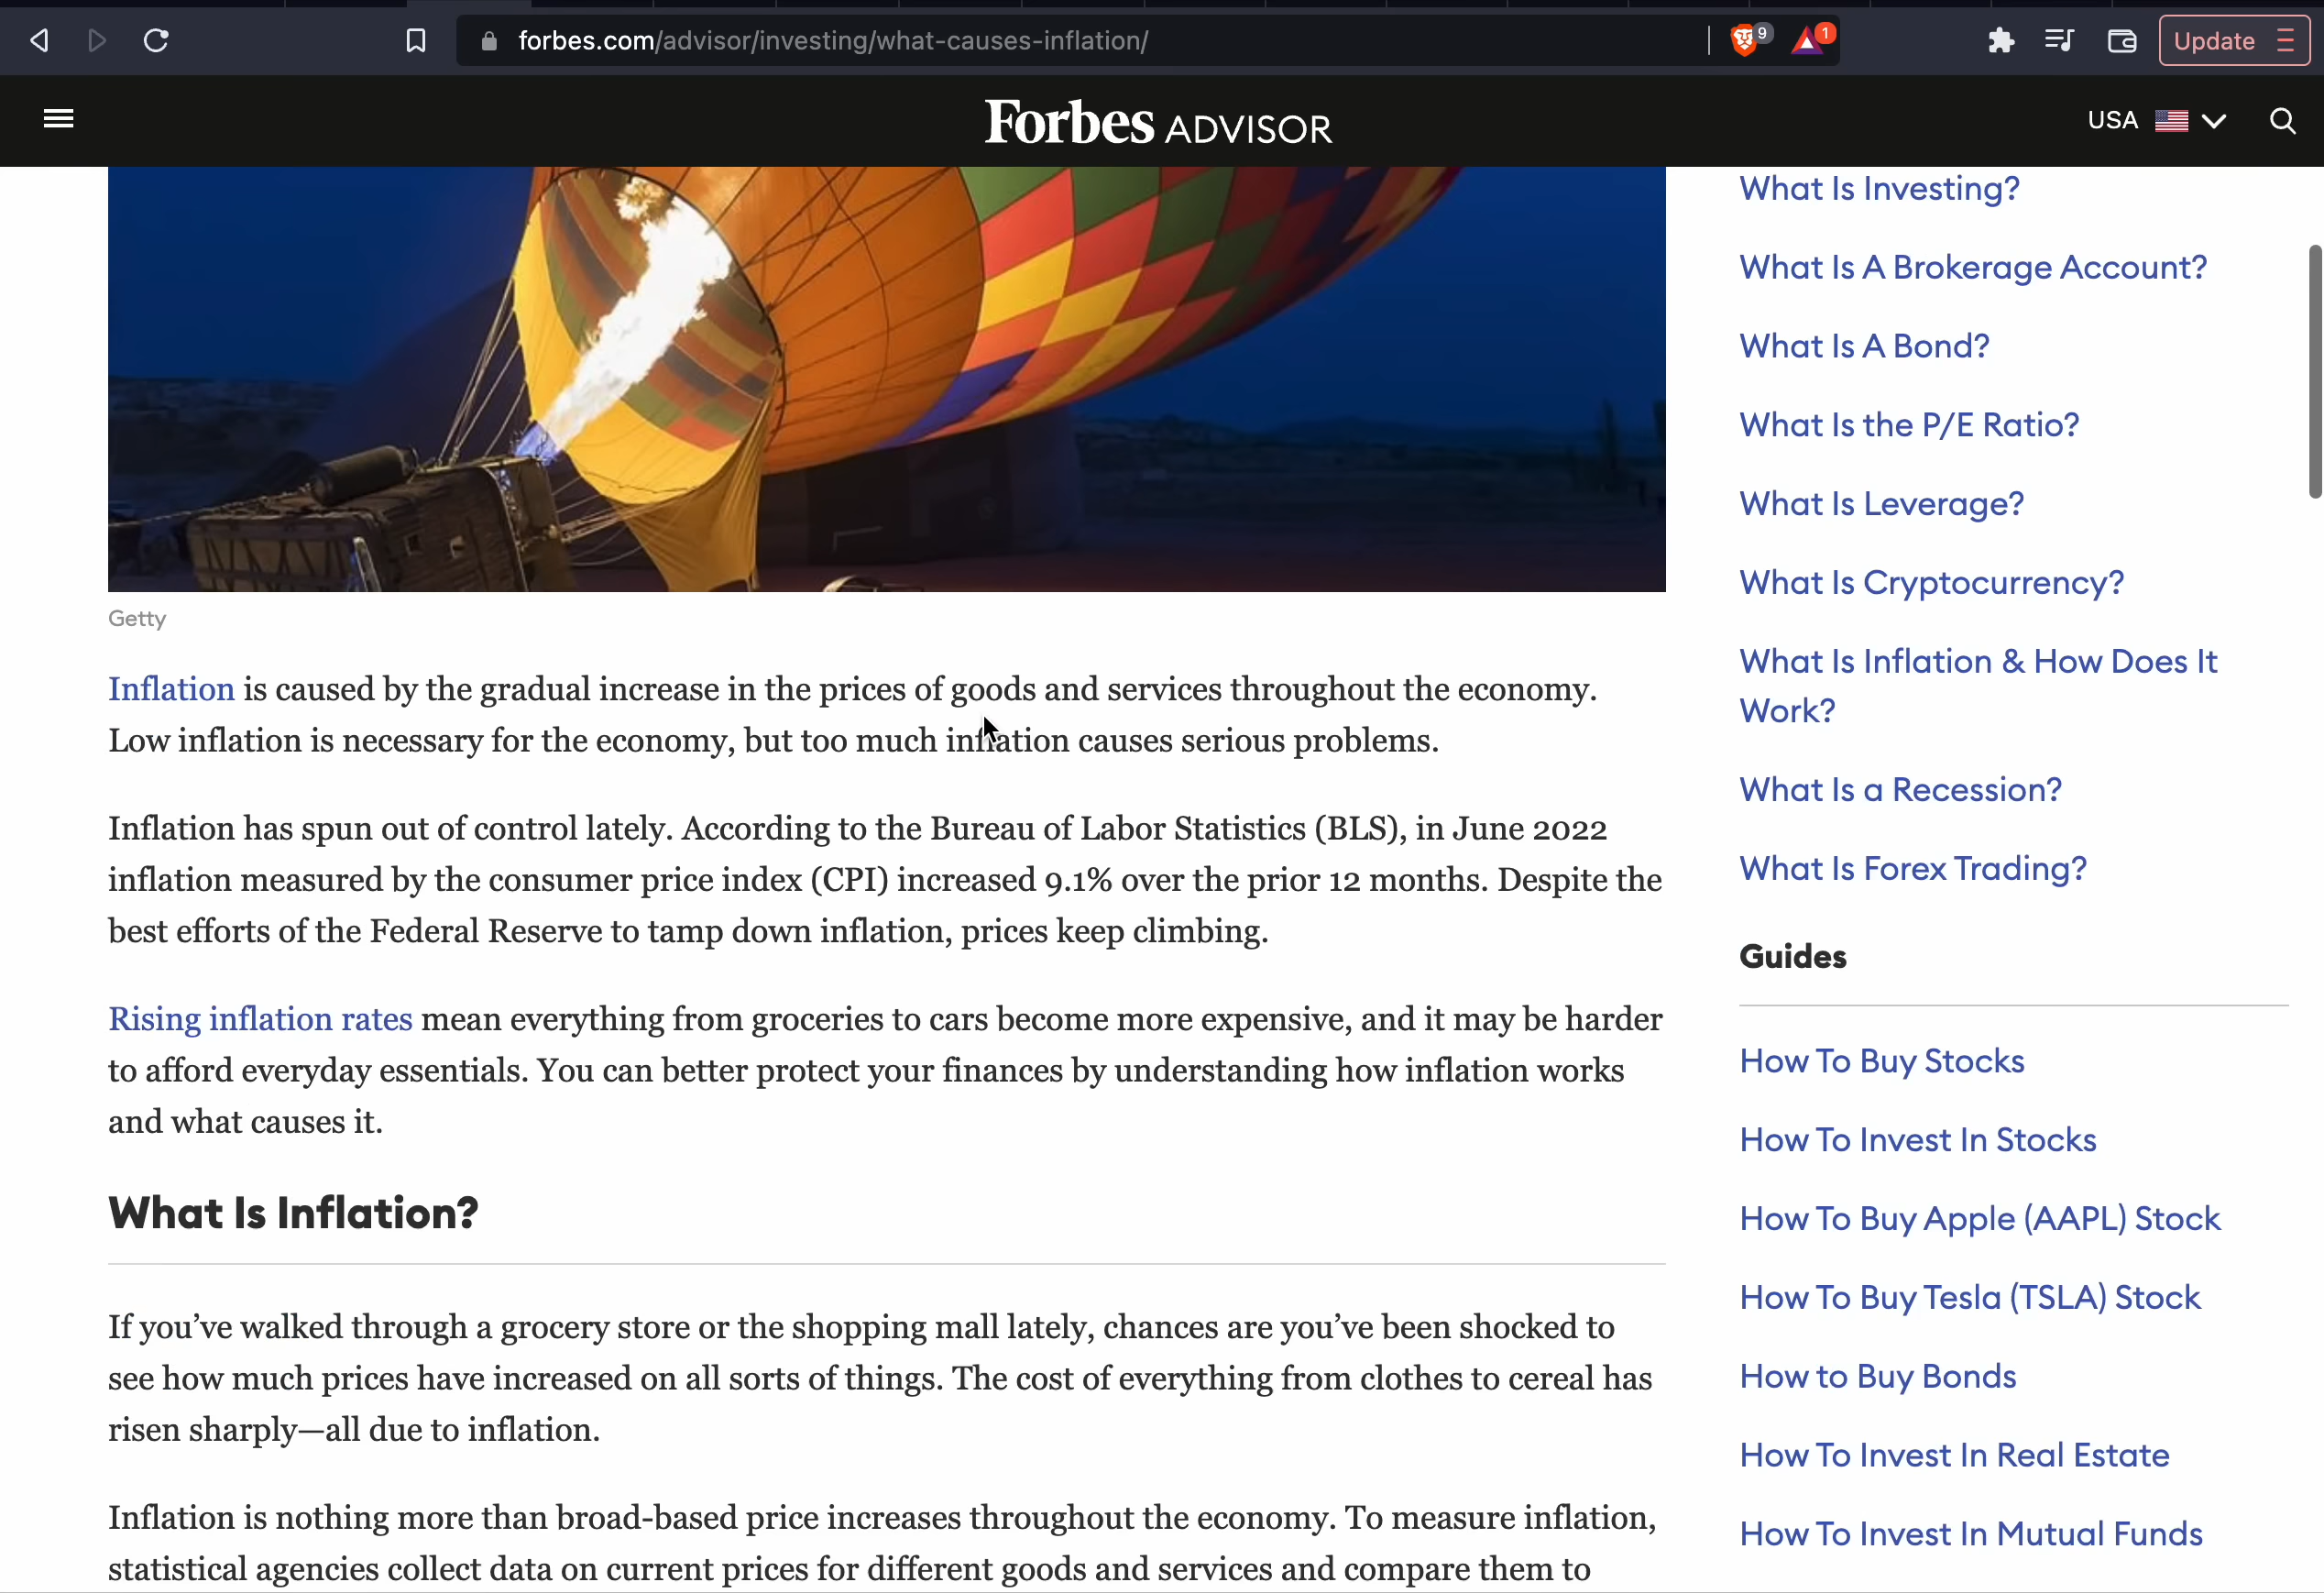 forbes.com/advisor/investing/what-causes-inflation/
9
1
Update
Forbes ADVISOR
USA
Getty
Inflation is caused by the gradual increase in the prices of goods and services throughout the economy.
Low inflation is necessary for the economy, but too much inflation causes serious problems.
Inflation has spun out of control lately. According to the Bureau of Labor Statistics (BLS), in June 2022
inflation measured by the consumer price index (CPI) increased 9.1% over the prior 12 months. Despite the
best efforts of the Federal Reserve to tamp down inflation, prices keep climbing.
Rising inflation rates mean everything from groceries to cars become more expensive, and it may be harder
to afford everyday essentials. You can better protect your finances by understanding how inflation works
and what causes it.
What Is Inflation?
If you’ve walked through a grocery store or the shopping mall lately, chances are you’ve been shocked to
see how much prices have increased on all sorts of things. The cost of everything from clothes to cereal has
risen sharply—all due to inflation.
Inflation is nothing more than broad-based price increases throughout the economy. To measure inflation,
statistical agencies collect data on current prices for different goods and services and compare them to
What Is Investing?
What Is A Brokerage Account?
What Is A Bond?
What Is the P/E Ratio?
What Is Leverage?
What Is Cryptocurrency?
What Is Inflation & How Does It
Work?
What Is a Recession?
What Is Forex Trading?
Guides
How To Buy Stocks
How To Invest In Stocks
How To Buy Apple (AAPL) Stock
How To Buy Tesla (TSLA) Stock
How to Buy Bonds
How To Invest In Real Estate
How To Invest In Mutual Funds